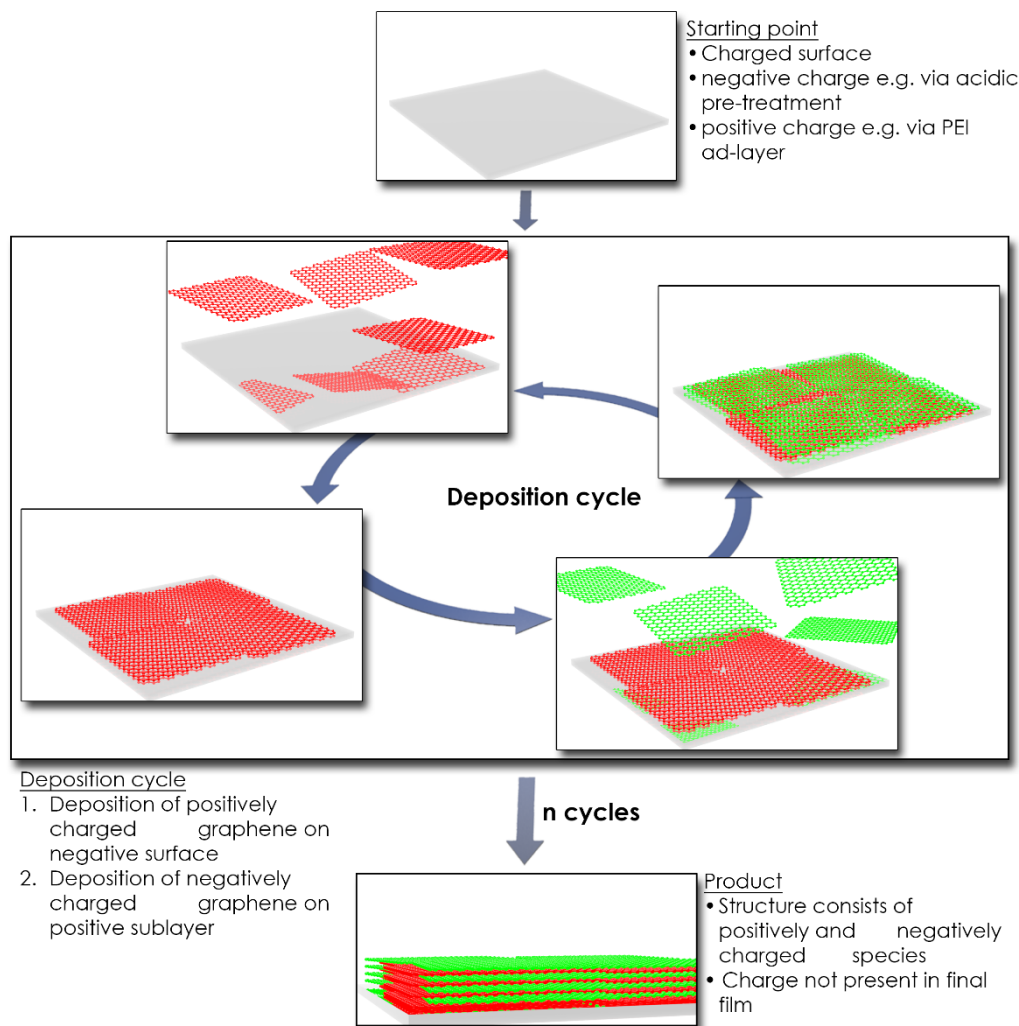 Starting point
• Charged surface
• negative charge e.g. via acidic
pre-treatment
• positive charge e.g. via PEI
ad-layer
Deposition cycle
Deposition cycle
1. Deposition of positively
charged graphene on
negative surface
2. Deposition of negatively
charged graphene on
positive sublayer
n cycles
Product
• Structure consists of
positively and negatively
charged species
• Charge not present in final
film